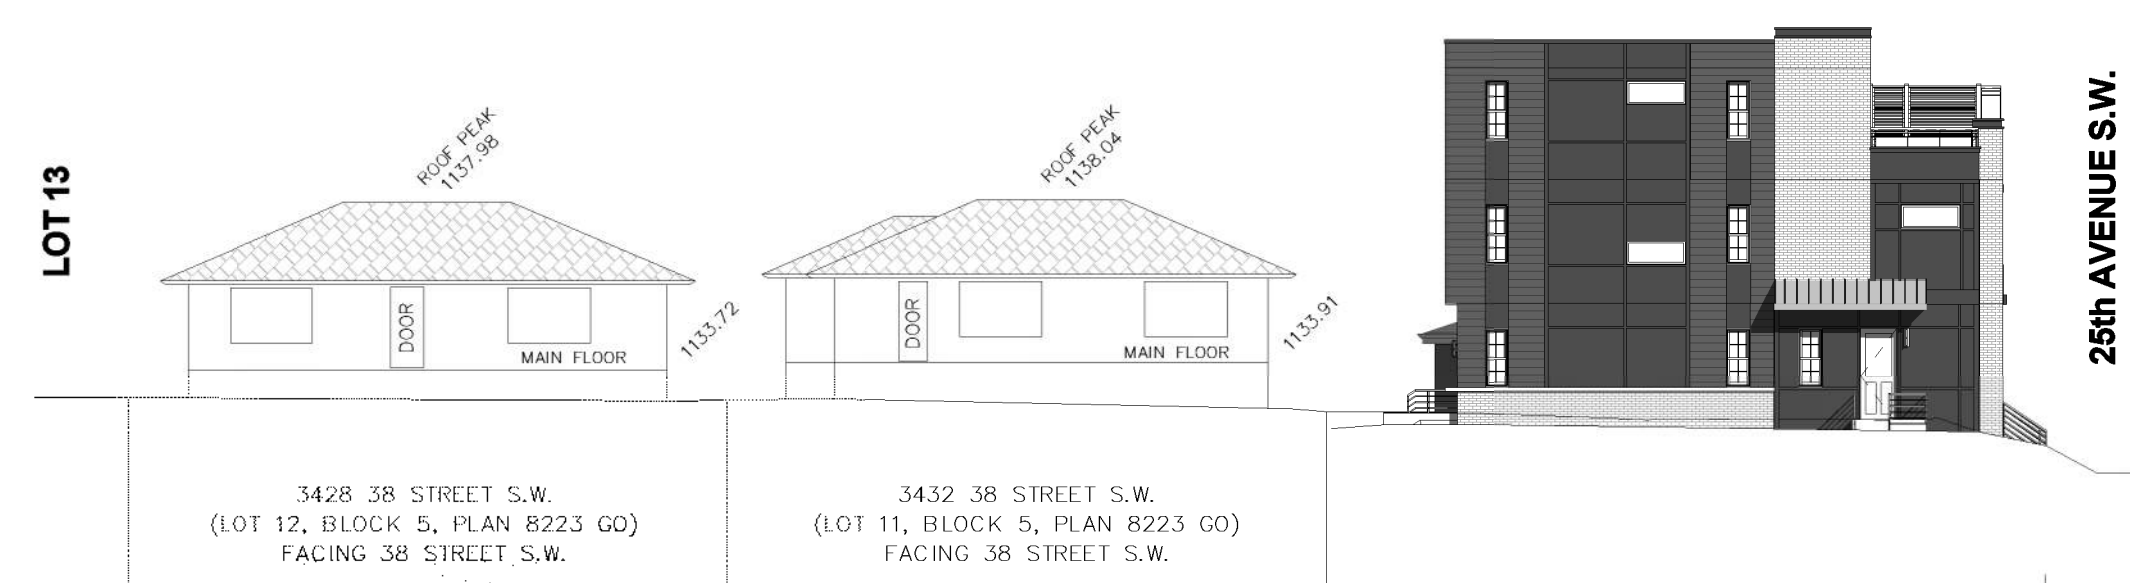 LOT 13
ROOF PEAK
1137.98
DOOR
MAIN FLOOR
1133.72
3428 38 STREET S.W.
(LOT 12, BLOCK 5, PLAN 8223 GO)
FACING 38 STREET S.W.
ROOF PEAK
1138.04
DOOR
MAIN FLOOR
1133.91
3432 38 STREET S.W.
(LOT 11, BLOCK 5, PLAN 8223 GO)
FACING 38 STREET S.W.
25th AVENUE S.W.